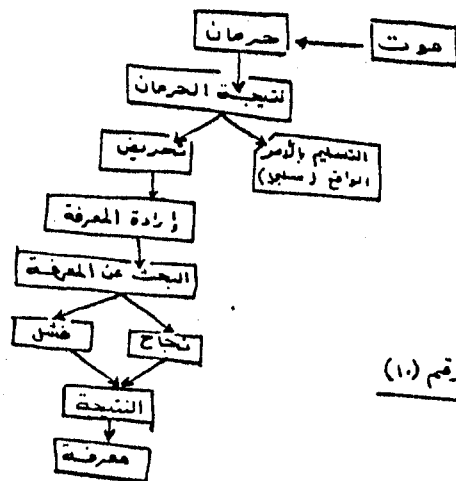 موت
حرمان
نتيجة الحرمان
التسليم بالأمر
الواقع (سلبي)
تحريض
إرادة المعرفة
البحث عن المعرفة
نجاح
فشل
رقم (١٠)
النتيجة
معرفة